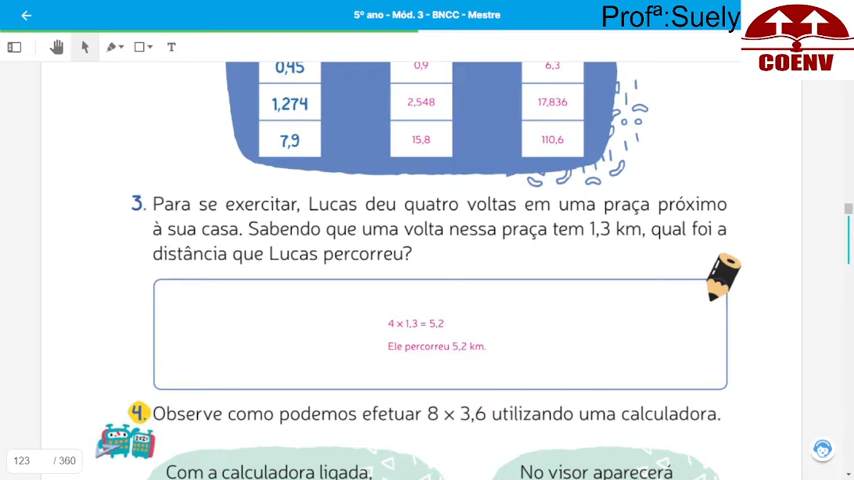 5º ano - Mód. 3 - BNCC - Mestre
Profª:Suely
COENV
T
0,45 0,9 6,3
1,274 2,548 17,836
7,9 15,8 110,6
3. Para se exercitar, Lucas deu quatro voltas em uma praça próximo
à sua casa. Sabendo que uma volta nessa praça tem 1,3 km, qual foi a
distância que Lucas percorreu?
4 × 1,3 = 5,2
Ele percorreu 5,2 km.
4. Observe como podemos efetuar 8 × 3,6 utilizando uma calculadora.
Com a calculadora ligada,
No visor aparecerá
123 / 360